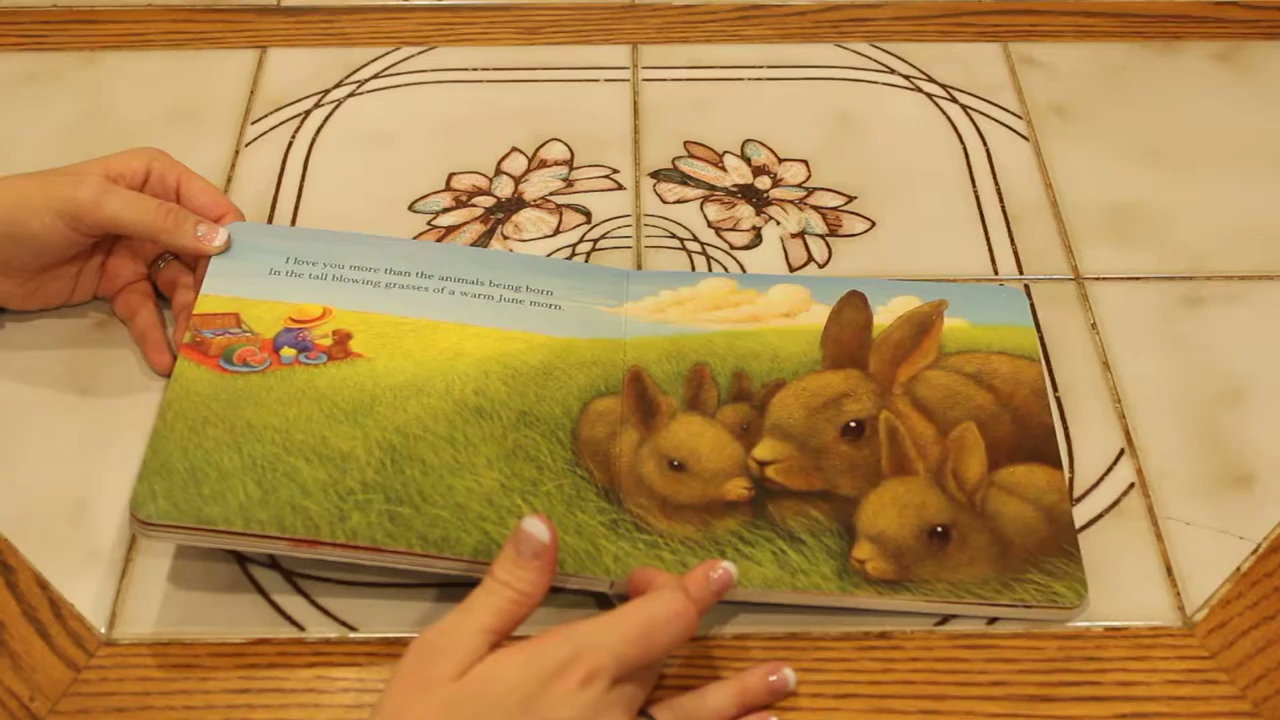 I love you more than the animals being born
In the tall blowing grasses of a warm June morn.